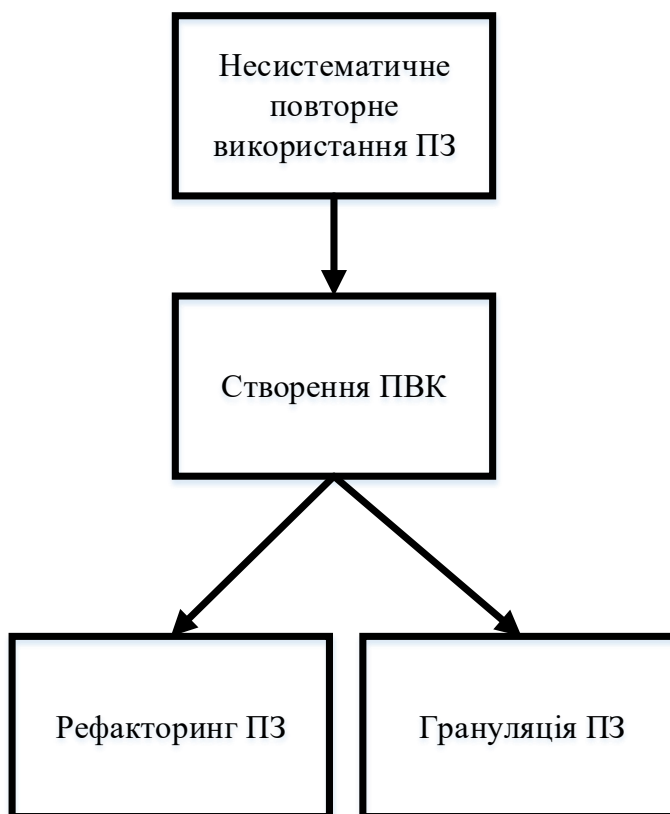 Несистематичне
повторне
використання ПЗ
Створення ПВК
Рефакторинг ПЗ
Грануляція ПЗ